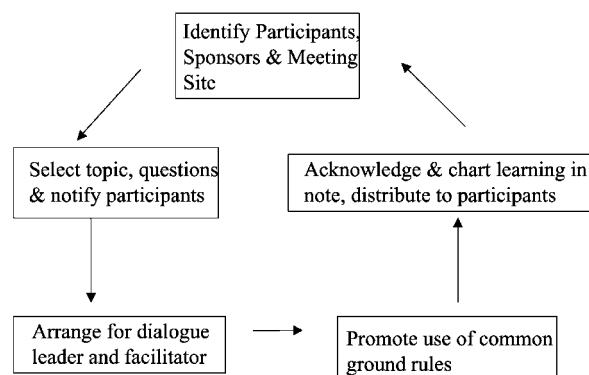 Identify Participants,
Sponsors & Meeting
Site
Select topic, questions
& notify participants
Acknowledge & chart learning in
note, distribute to participants
Arrange for dialogue
leader and facilitator
Promote use of common
ground rules